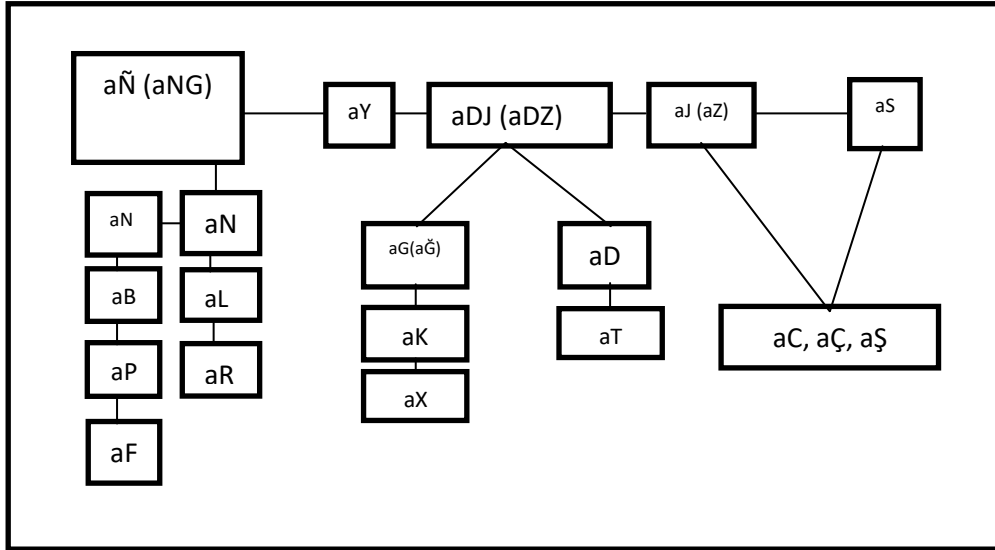 aÑ (aNG)
aY
aDJ (aDZ)
aJ (aZ)
aS
aN
aN
aG(aĞ)
aD
aB
aL
aK
aT
aC, aÇ, aŞ
aP
aR
aX
aF